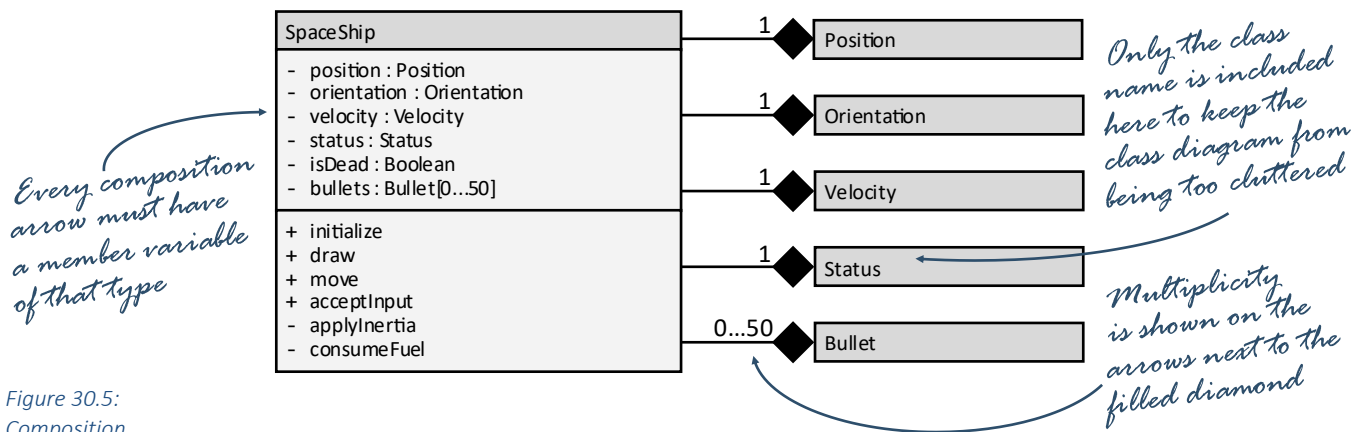 SpaceShip
- position : Position
- orientation : Orientation
- velocity : Velocity
- status : Status
- isDead : Boolean
- bullets : Bullet[0...50]
+ initialize
+ draw
+ move
+ acceptInput
- applyInertia
- consumeFuel
1
Position
1
Orientation
1
Velocity
1
Status
0...50
Bullet
Every composition
arrow must have
a member variable
of that type
Only the class
name is included
here to keep the
class diagram from
being too cluttered
Multiplicity
is shown on the
arrows next to the
filled diamond
Figure 30.5:
Composition